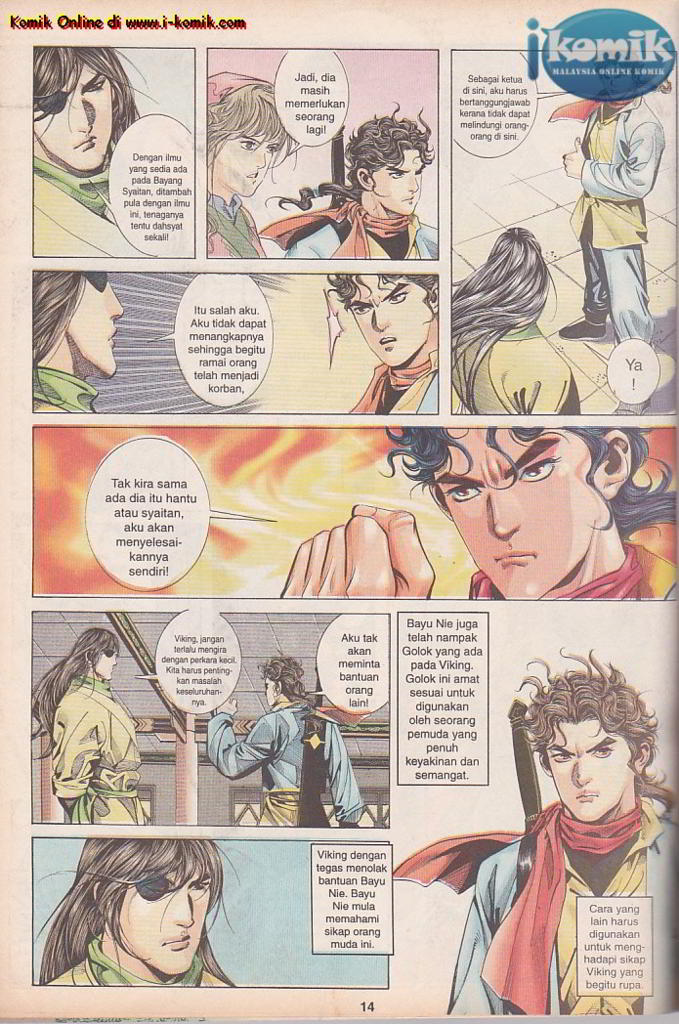 Komik Online di www.i-komik.com
ikomik
MALAYSIA ONLINE KOMIK
Dengan ilmu
yang sedia ada
pada Bayang
Syaitan, ditambah
pula dengan ilmu
ini, tenaganya
tentu dahsyat
sekali!
Jadi, dia
masih
memerlukan
seorang
lagi!
Sebagai ketua
di sini, aku harus
bertanggungjawab
kerana tidak dapat
melindungi orang-
orang di sini.
Itu salah aku.
Aku tidak dapat
menangkapnya
sehingga begitu
ramai orang
telah menjadi
korban,
Ya
!
Tak kira sama
ada dia itu hantu
atau syaitan,
aku akan
menyelesai-
kannya
sendiri!
Viking, jangan
terlalu mengira
dengan perkara kecil.
Kita harus penting-
kan masalah
keseluruhan-
nya.
Aku tak
akan
meminta
bantuan
orang
lain!
Bayu Nie juga
telah nampak
Golok yang ada
pada Viking.
Golok ini amat
sesuai untuk
digunakan
oleh seorang
pemuda yang
penuh
keyakinan dan
semangat.
Viking dengan
tegas menolak
bantuan Bayu
Nie. Bayu
Nie mula
memahami
sikap orang
muda ini.
Cara yang
lain harus
digunakan
untuk meng-
hadapi sikap
Viking yang
begitu rupa.
14